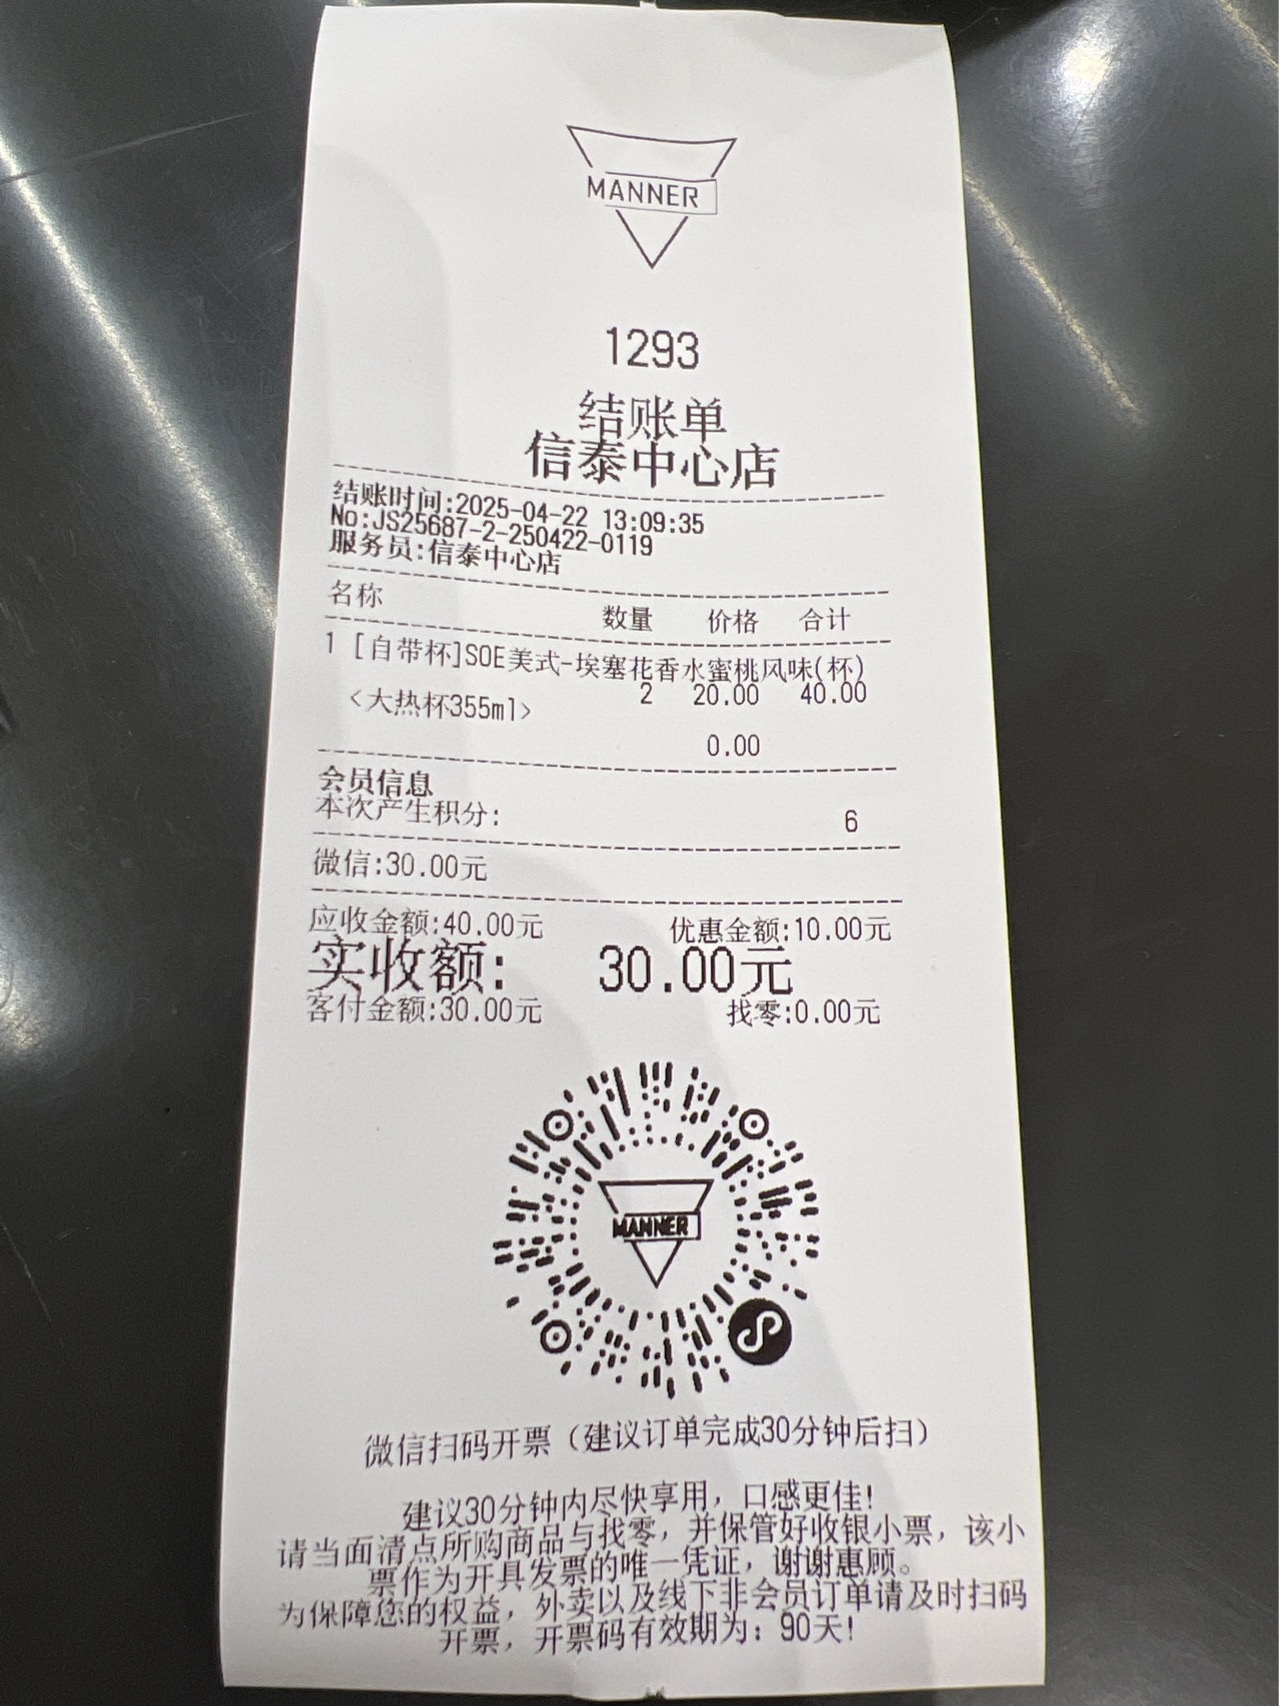 MANNER
1293
结账单
信泰中心店
结账时间:2025-04-22 13:09:35
No:JS25687-2-250422-0119
服务员:信泰中心店
名称 数量 价格 合计
1 [自带杯]SOE美式-埃塞花香水蜜桃风味(杯)
2 20.00 40.00
<大热杯355ml>
0.00
会员信息
本次产生积分: 6
微信:30.00元
应收金额:40.00元 优惠金额:10.00元
实收额: 30.00元
客付金额:30.00元 找零:0.00元
MANNER
微信扫码开票（建议订单完成30分钟后扫）
建议30分钟内尽快享用，口感更佳!
请当面清点所购商品与找零，并保管好收银小票，该小
票作为开具发票的唯一凭证，谢谢惠顾。
为保障您的权益，外卖以及线下非会员订单请及时扫码
开票，开票码有效期为：90天!